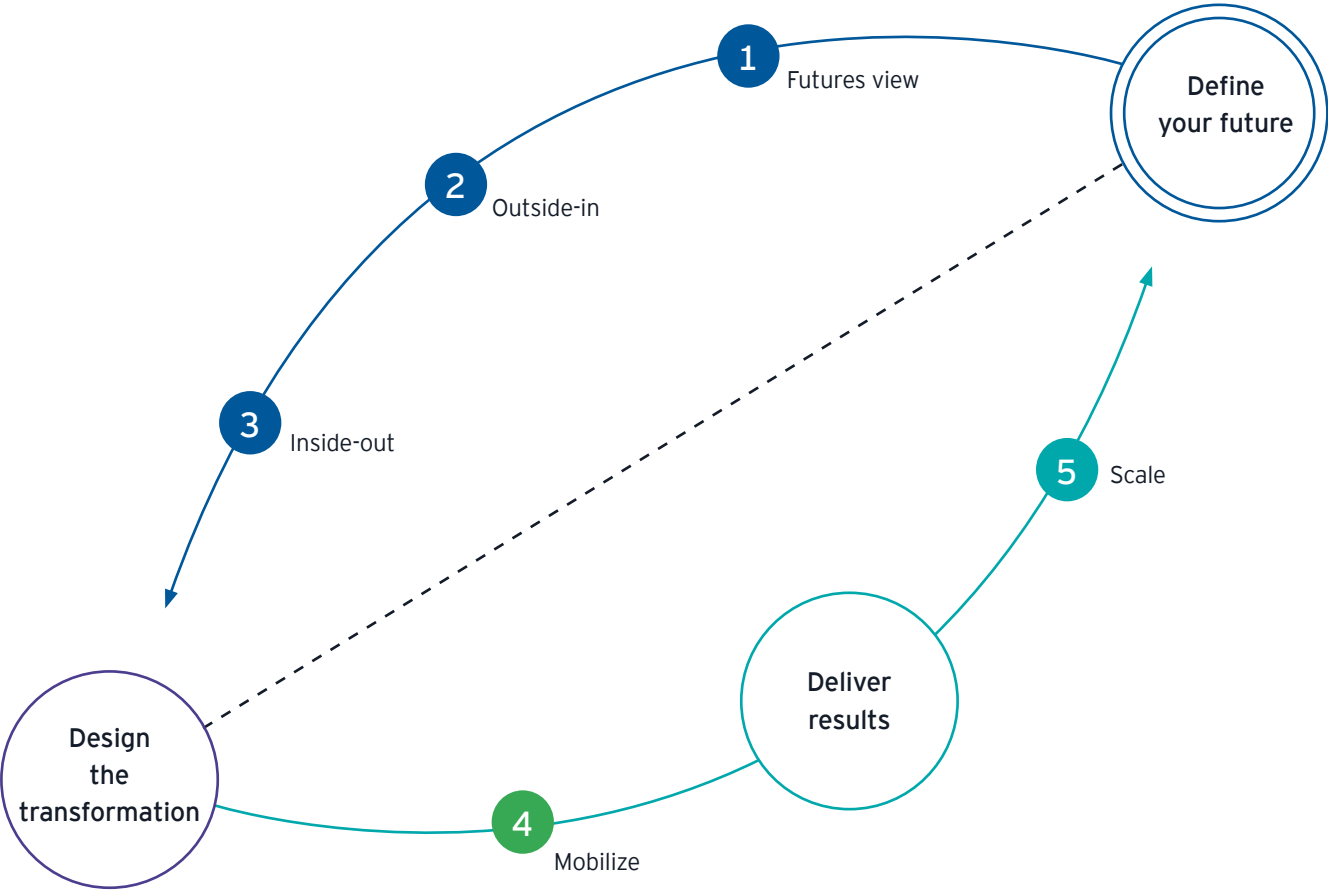 1
Futures view
Define
your future
2
Outside-in
3
Inside-out
5
Scale
Deliver
results
Design
the
transformation
4
Mobilize